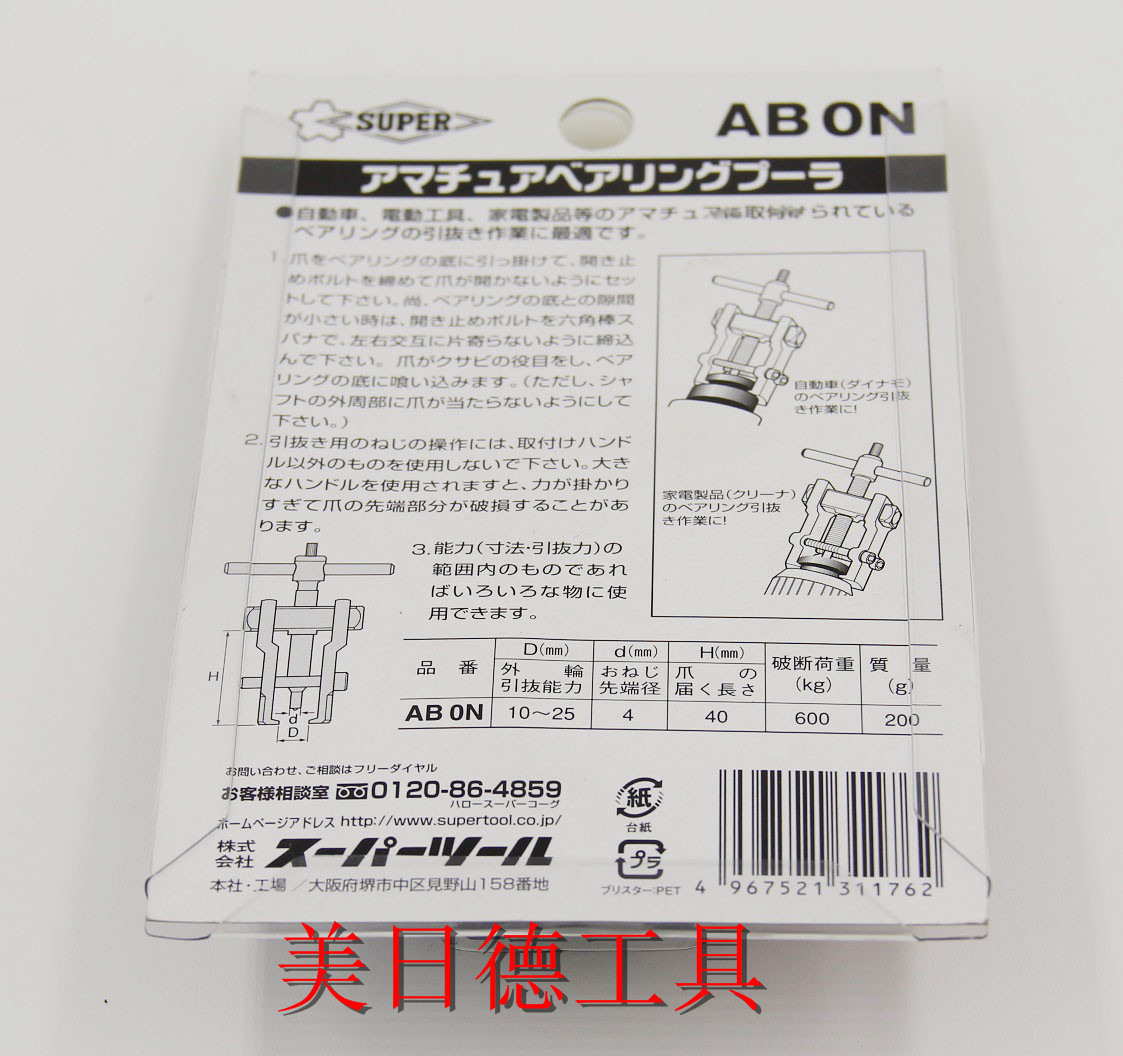 SUPER
AB 0N
アマチュアベアリングプーラ
●自動車、電動工具、家電製品等のアマチュアに取付けられている
ベアリングの引抜き作業に最適です。
1. 爪をベアリングの底に引っ掛けて、開き止
めボルトを締めて爪が開かないようにセッ
トして下さい。尚、ベアリングの底との隙間
が小さい時は、開き止めボルトを六角棒ス
パナで、左右交互に片寄らないように締込
んで下さい。爪がクサビの役目をし、ベア
リングの底に喰い込みます。(ただし、シャ
フトの外周部に爪が当たらないようにして
下さい。)
2. 引抜き用のねじの操作には、取付けハンド
ル以外のものを使用しないで下さい。大き
なハンドルを使用されますと、力が掛かり
すぎて爪の先端部分が破損することがあ
ります。
3. 能力(寸法・引抜力)の
範囲内のものであれ
ばいろいろな物に使
用できます。
自動車(ダイナモ)
のベアリング引抜
き作業に!
家電製品(クリーナ)
のベアリング引抜
き作業に!
H
d
D
品番 D(mm) 外輪引抜能力 d(mm) おねじ先端径 H(mm) 爪の届く長さ 破断荷重(kg) 質量(g)
AB 0N 10~25 4 40 600 200
お問い合わせ、ご相談はフリーダイヤル
お客様相談室 0120-86-4859
ハロースーパーコーグ
ホームページアドレス http://www.supertool.co.jp/
株式会社 スーパーツール
本社・工場/大阪府堺市中区見野山158番地
紙
台紙
プラ
ブリスター:PET
4 967521 311762
美日德工具